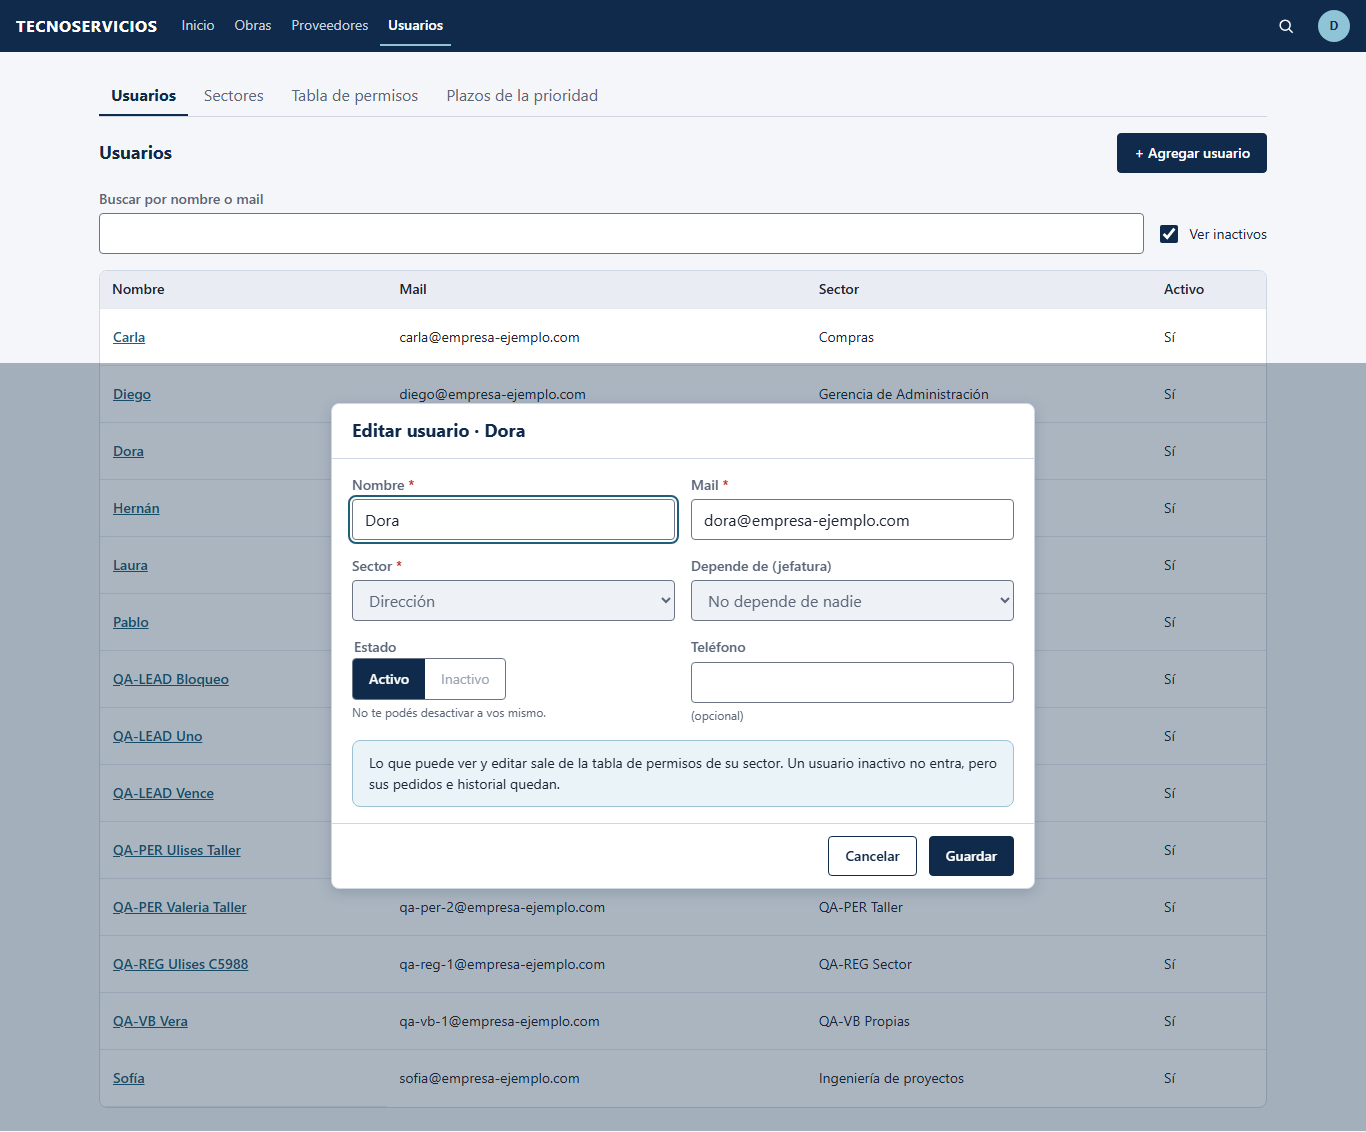 TECNOSERVICIOS Inicio Obras Proveedores Usuarios D
Usuarios Sectores Tabla de permisos Plazos de la prioridad
Usuarios + Agregar usuario
Buscar por nombre o mail
Ver inactivos
Nombre Mail Sector Activo
Carla carla@empresa-ejemplo.com Compras Sí
Diego diego@empresa-ejemplo.com Gerencia de Administración Sí
Dora Sí
Hernán Sí
Laura Sí
Pablo Sí
QA-LEAD Bloqueo Sí
QA-LEAD Uno Sí
QA-LEAD Vence Sí
QA-PER Ulises Taller Sí
QA-PER Valeria Taller qa-per-2@empresa-ejemplo.com QA-PER Taller Sí
QA-REG Ulises C5988 qa-reg-1@empresa-ejemplo.com QA-REG Sector Sí
QA-VB Vera qa-vb-1@empresa-ejemplo.com QA-VB Propias Sí
Sofía sofia@empresa-ejemplo.com Ingeniería de proyectos Sí
Editar usuario · Dora
Nombre * Mail *
Dora dora@empresa-ejemplo.com
Sector * Depende de (jefatura)
Dirección No depende de nadie
Estado Teléfono
Activo Inactivo
No te podés desactivar a vos mismo. (opcional)
Lo que puede ver y editar sale de la tabla de permisos de su sector. Un usuario inactivo no entra, pero
sus pedidos e historial quedan.
Cancelar Guardar